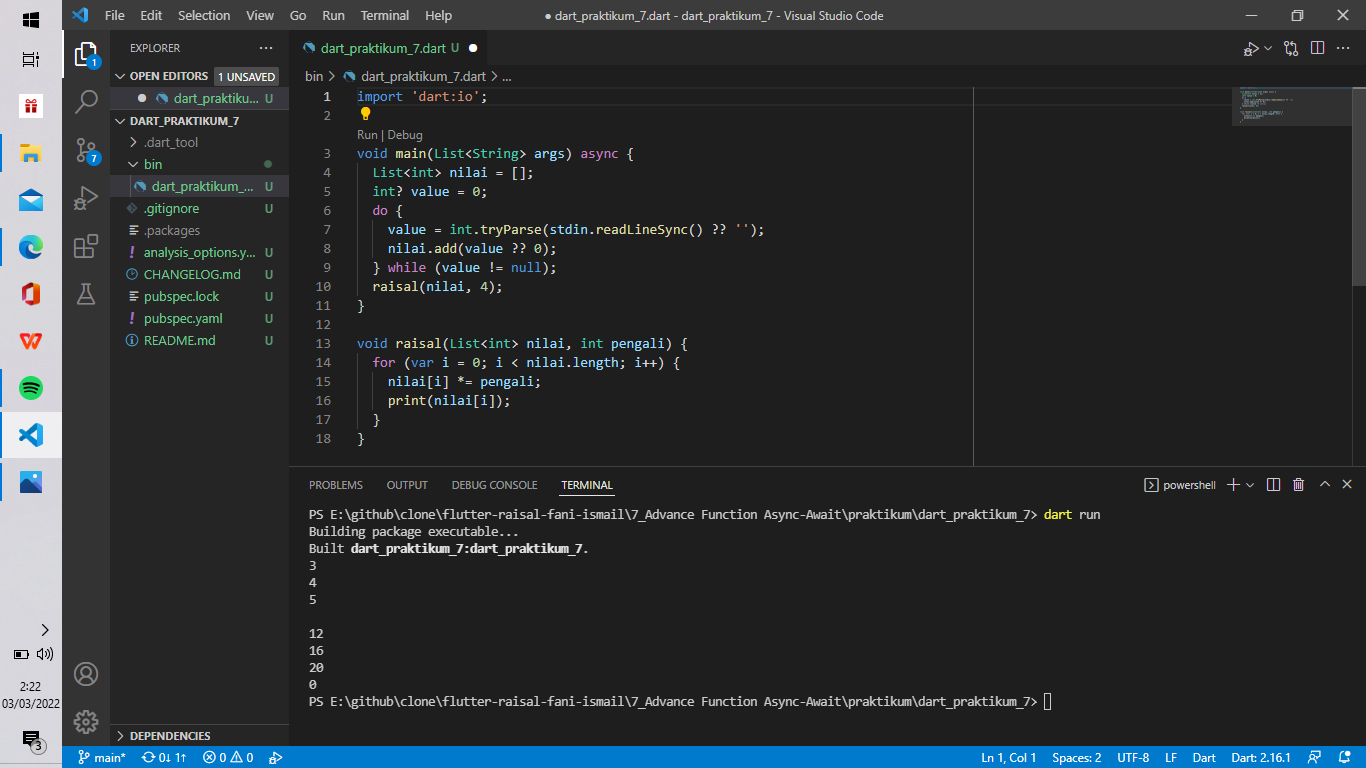 File Edit Selection View Go Run Terminal Help ● dart_praktikum_7.dart - dart_praktikum_7 - Visual Studio Code
EXPLORER ...
OPEN EDITORS 1 UNSAVED
dart_praktiku... U
DART_PRAKTIKUM_7
.dart_tool
bin
dart_praktikum_... U
.gitignore U
.packages
analysis_options.y... U
CHANGELOG.md U
pubspec.lock U
pubspec.yaml U
README.md U
DEPENDENCIES
1
7
dart_praktikum_7.dart U
bin > dart_praktikum_7.dart > ...
1 import 'dart:io';
2
Run | Debug
3 void main(List<String> args) async {
4 List<int> nilai = [];
5 int? value = 0;
6 do {
7 value = int.tryParse(stdin.readLineSync() ?? '');
8 nilai.add(value ?? 0);
9 } while (value != null);
10 raisal(nilai, 4);
11 }
12
13 void raisal(List<int> nilai, int pengali) {
14 for (var i = 0; i < nilai.length; i++) {
15 nilai[i] *= pengali;
16 print(nilai[i]);
17 }
18 }
PROBLEMS OUTPUT DEBUG CONSOLE TERMINAL powershell
PS E:\github\clone\flutter-raisal-fani-ismail\7_Advance Function Async-Await\praktikum\dart_praktikum_7> dart run
Building package executable...
Built dart_praktikum_7:dart_praktikum_7.
3
4
5
12
16
20
0
PS E:\github\clone\flutter-raisal-fani-ismail\7_Advance Function Async-Await\praktikum\dart_praktikum_7>
2:22
03/03/2022
3
main* 0↓ 1↑ 0 0 Ln 1, Col 1 Spaces: 2 UTF-8 LF Dart Dart: 2.16.1